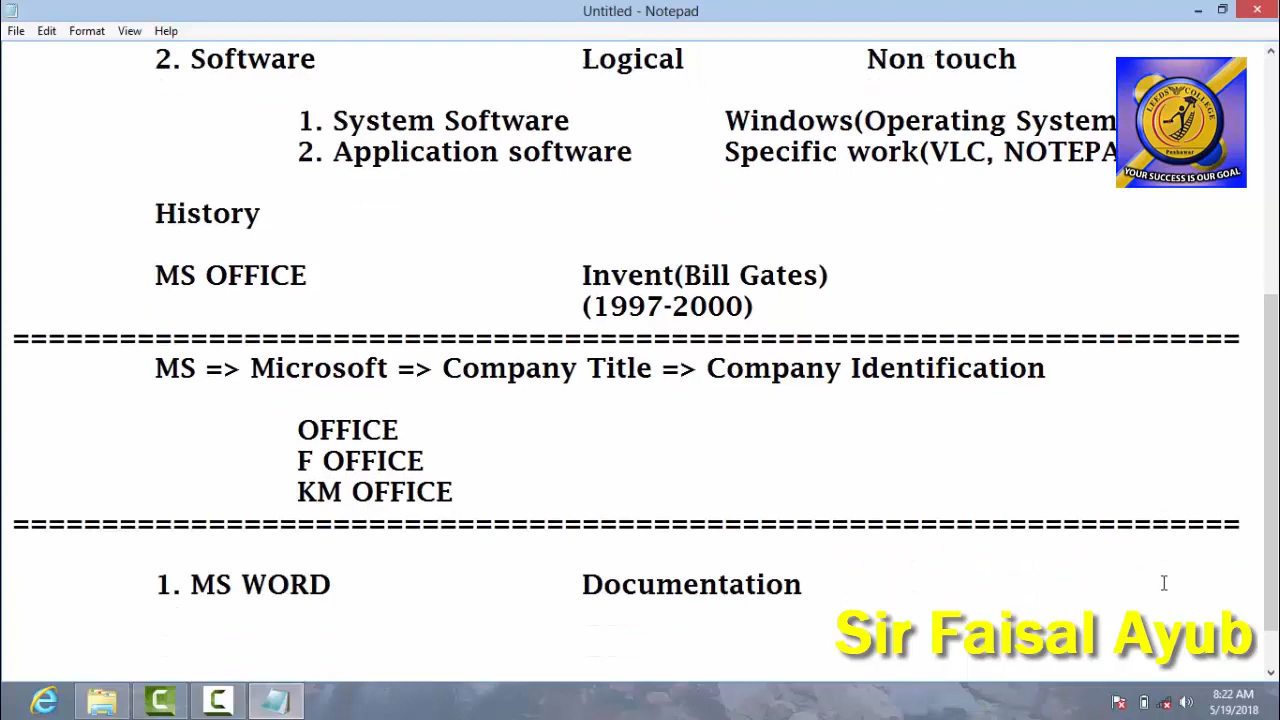 Untitled - Notepad
File Edit Format View Help
2. Software Logical Non touch
1. System Software Windows(Operating System
2. Application software Specific work(VLC, NOTEPA
LEEDS COLLEGE
Peshawar
YOUR SUCCESS IS OUR GOAL
History
MS OFFICE Invent(Bill Gates)
(1997-2000)
======================================================================================
MS => Microsoft => Company Title => Company Identification
OFFICE
F OFFICE
KM OFFICE
======================================================================================
1. MS WORD Documentation
Sir Faisal Ayub
8:22 AM
5/19/2018